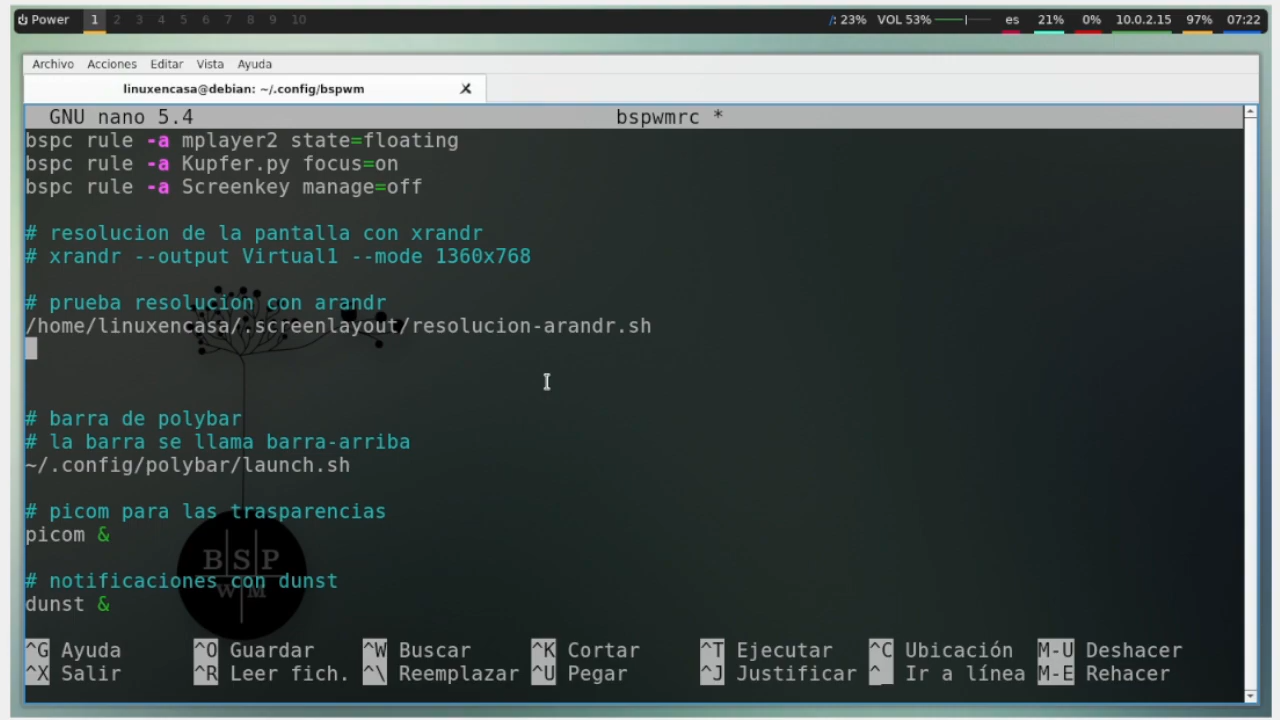 Power 1 2 3 4 5 6 7 8 9 10 /: 23% VOL 53% es 21% 0% 10.0.2.15 97% 07:22
Archivo Acciones Editar Vista Ayuda
linuxencasa@debian: ~/.config/bspwm X
GNU nano 5.4 bspwmrc *
bspc rule -a mplayer2 state=floating
bspc rule -a Kupfer.py focus=on
bspc rule -a Screenkey manage=off
# resolucion de la pantalla con xrandr
# xrandr --output Virtual1 --mode 1360x768
# prueba resolucion con arandr
/home/linuxencasa/.screenlayout/resolucion-arandr.sh
# barra de polybar
# la barra se llama barra-arriba
~/.config/polybar/launch.sh
# picom para las trasparencias
picom &
B S P
# notificaciones con dunst
W M
dunst &
^G Ayuda ^O Guardar ^W Buscar ^K Cortar ^T Ejecutar ^C Ubicación M-U Deshacer
^X Salir ^R Leer fich. ^\ Reemplazar ^U Pegar ^J Justificar ^_ Ir a línea M-E Rehacer